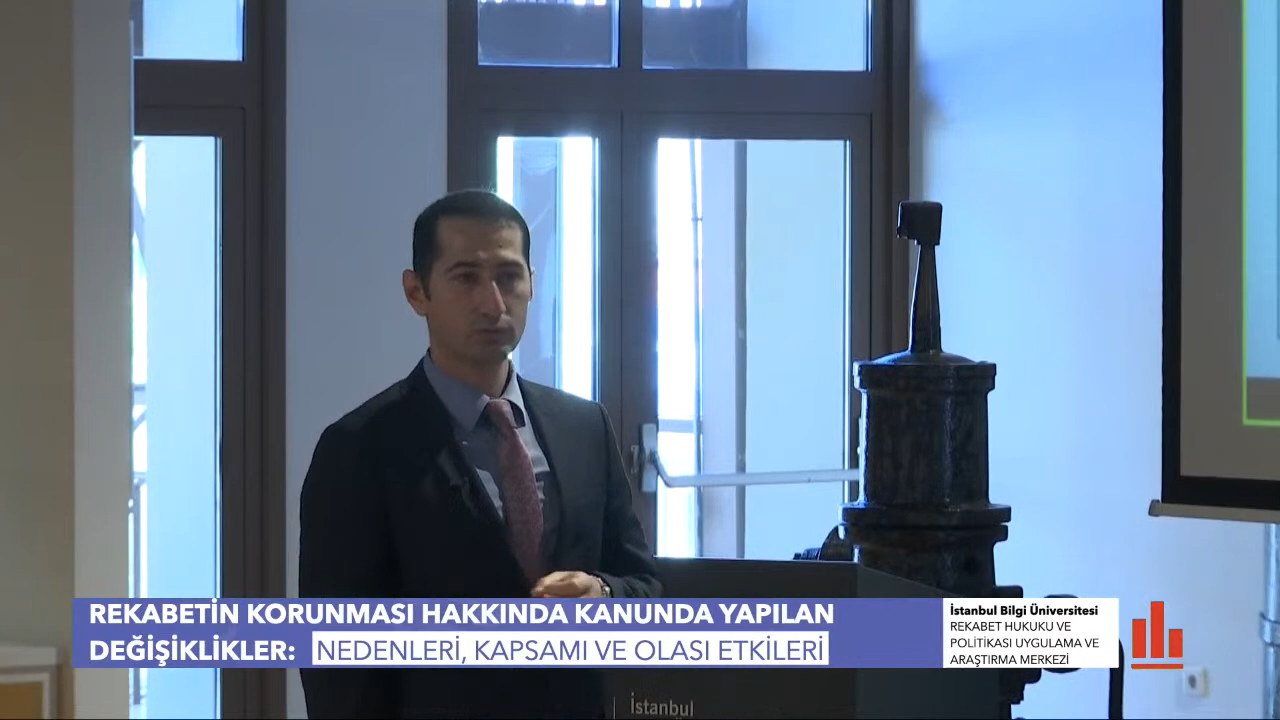 REKABETİN KORUNMASI HAKKINDA KANUNDA YAPILAN
DEĞİŞİKLİKLER: NEDENLERİ, KAPSAMI VE OLASI ETKİLERİ
İstanbul Bilgi Üniversitesi
REKABET HUKUKU VE
POLİTİKASI UYGULAMA VE
ARAŞTIRMA MERKEZİ
İstanbul